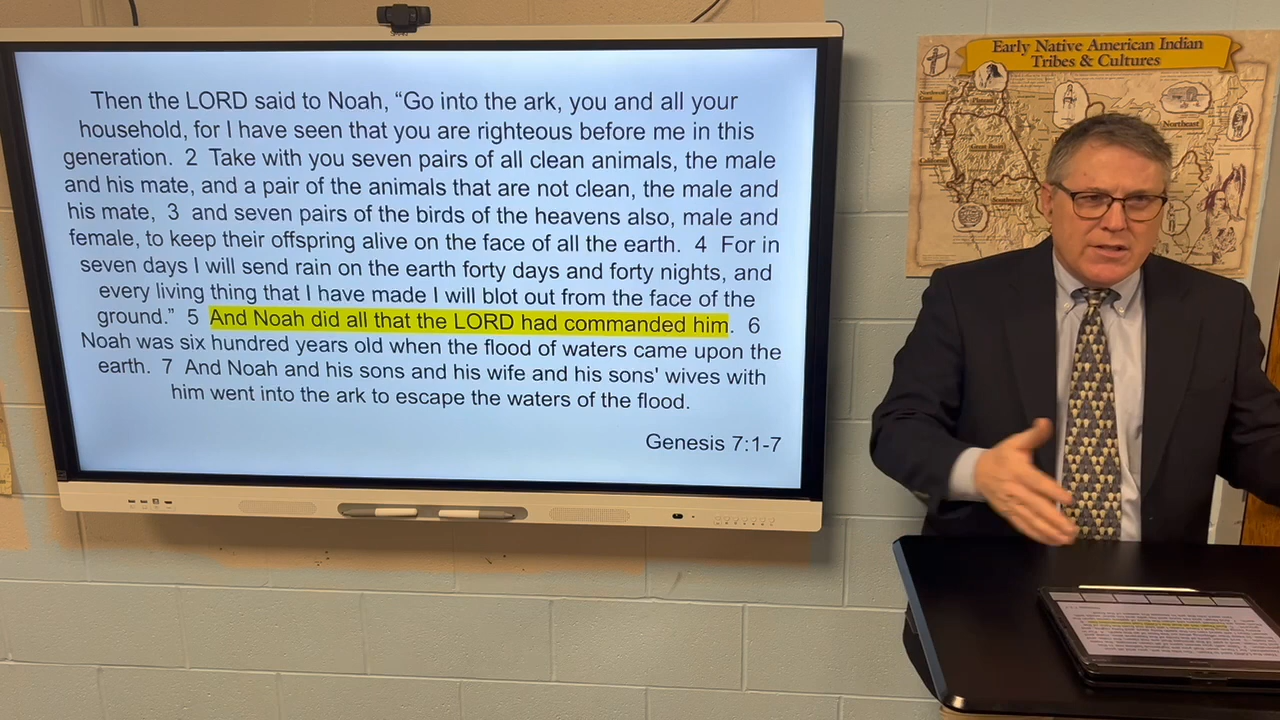 Then the LORD said to Noah, “Go into the ark, you and all your
household, for I have seen that you are righteous before me in this
generation. 2 Take with you seven pairs of all clean animals, the male
and his mate, and a pair of the animals that are not clean, the male and
his mate, 3 and seven pairs of the birds of the heavens also, male and
female, to keep their offspring alive on the face of all the earth. 4 For in
seven days I will send rain on the earth forty days and forty nights, and
every living thing that I have made I will blot out from the face of the
ground.” 5 And Noah did all that the LORD had commanded him. 6
Noah was six hundred years old when the flood of waters came upon the
earth. 7 And Noah and his sons and his wife and his sons' wives with
him went into the ark to escape the waters of the flood.
Genesis 7:1-7
Early Native American Indian
Tribes & Cultures
Plateau
Northeast
Great Basin
California
Southwest